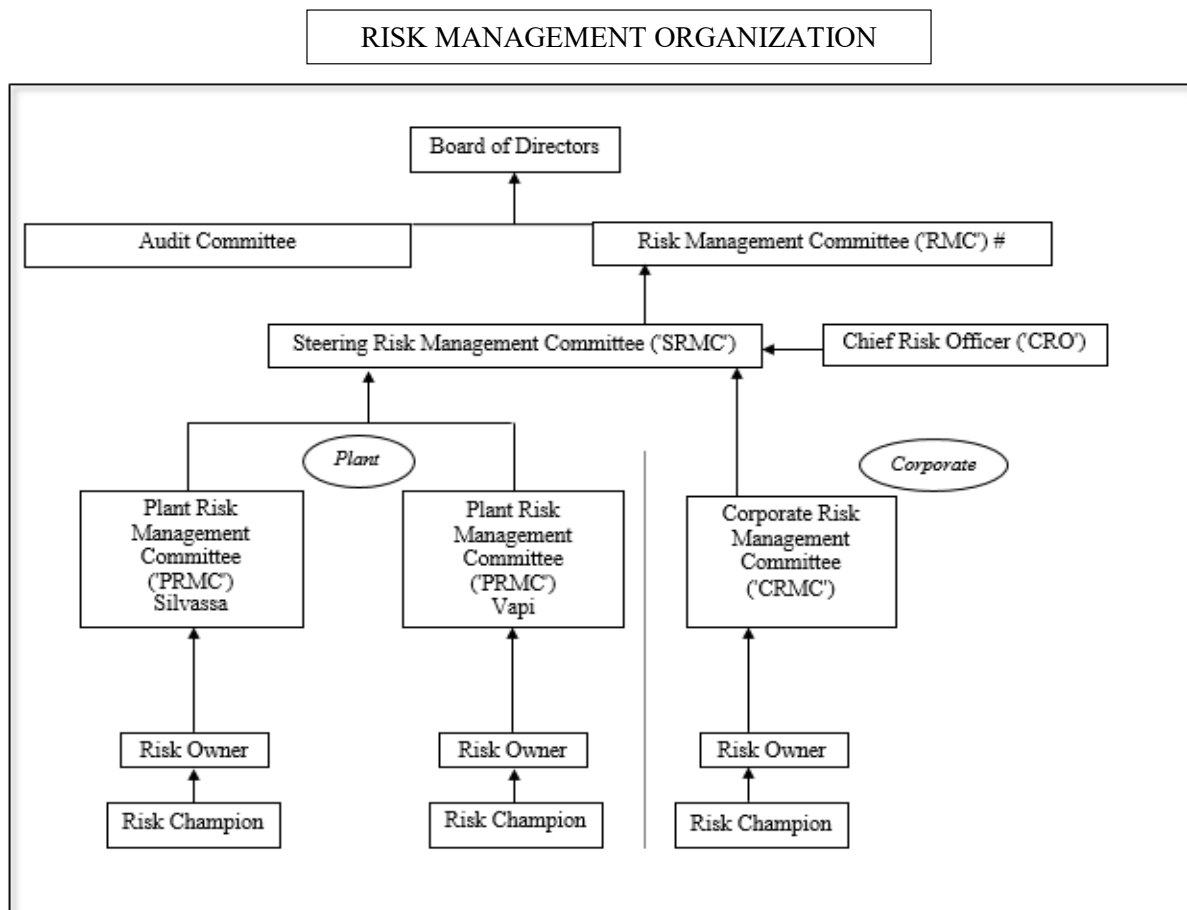 RISK MANAGEMENT ORGANIZATION
Board of Directors
Audit Committee
Risk Management Committee ('RMC') #
Steering Risk Management Committee ('SRMC')
Chief Risk Officer ('CRO')
Plant
Corporate
Plant Risk
Management
Committee
('PRMC')
Silvassa
Plant Risk
Management
Committee
('PRMC')
Vapi
Corporate Risk
Management
Committee
('CRMC')
Risk Owner
Risk Owner
Risk Owner
Risk Champion
Risk Champion
Risk Champion